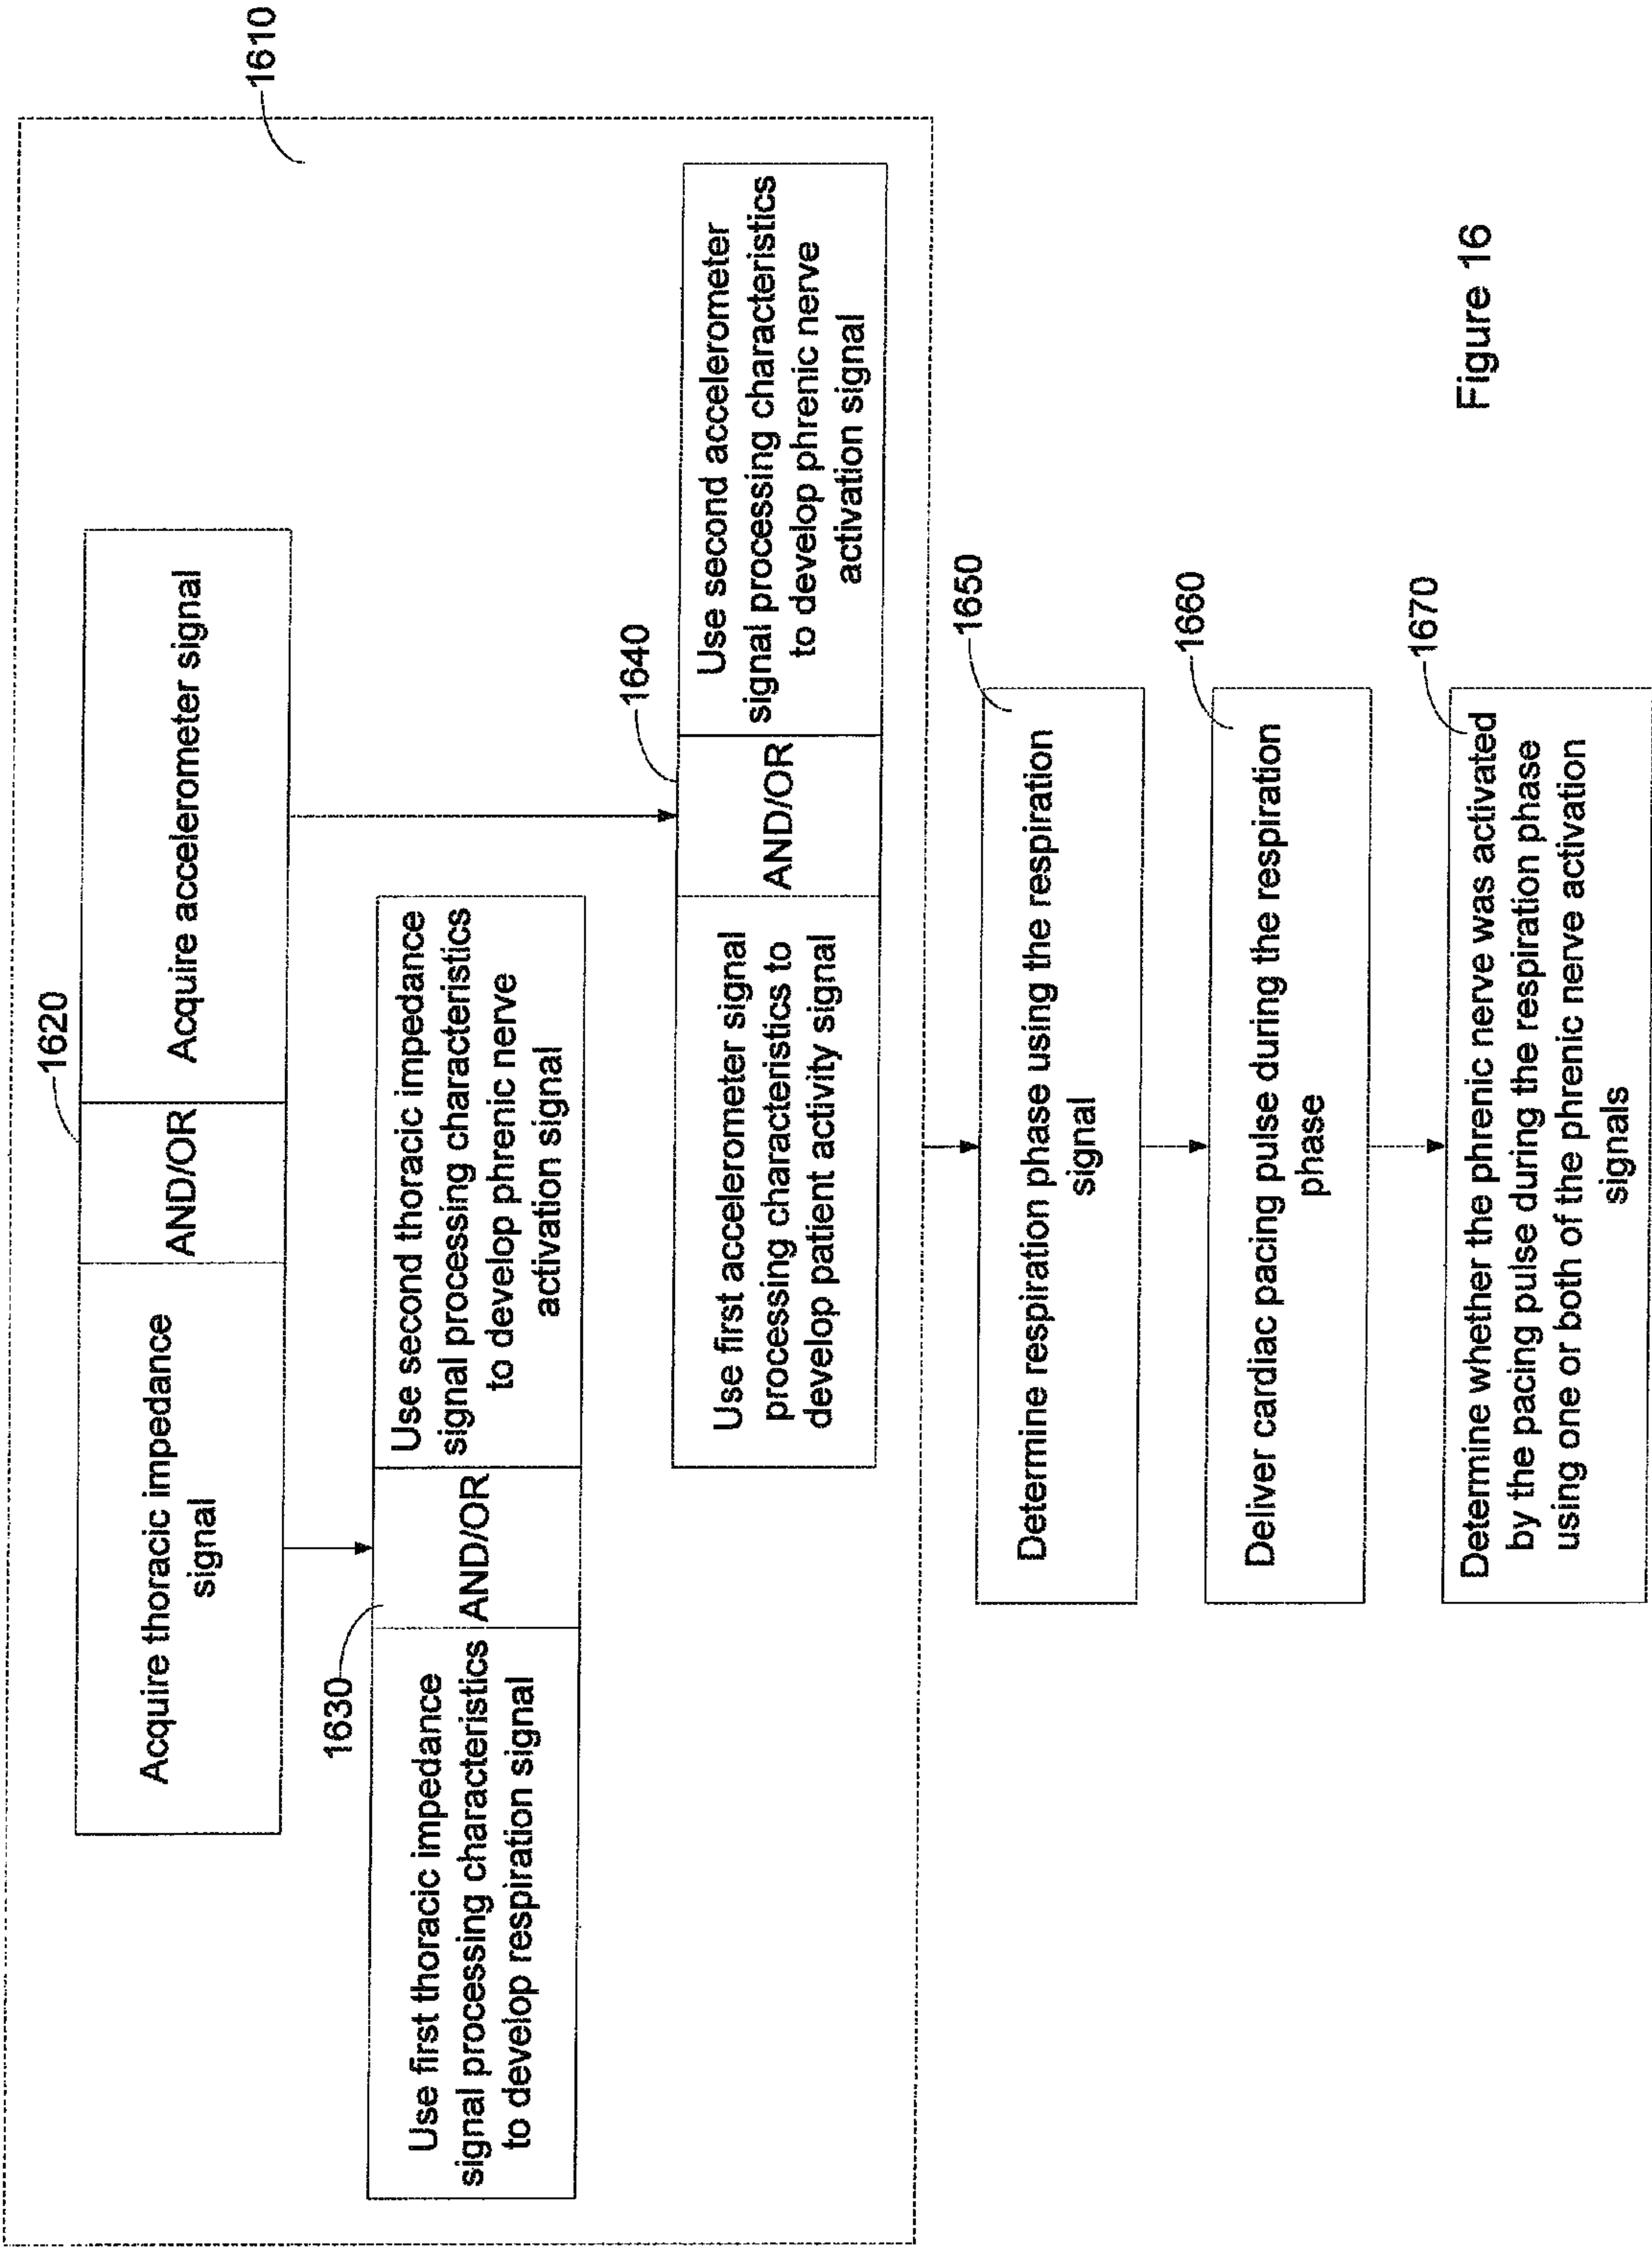 1610
1620
Acquire thoracic impedance
signal
AND/OR
Acquire accelerometer signal
1630
Use first thoracic impedance
signal processing characteristics
to develop respiration signal
AND/OR
Use second thoracic impedance
signal processing characteristics
to develop phrenic nerve
activation signal
1640
Use first accelerometer signal
processing characteristics to
develop patient activity signal
AND/OR
Use second accelerometer
signal processing characteristics
to develop phrenic nerve
activation signal
1650
Determine respiration phase using the respiration
signal
1660
Deliver cardiac pacing pulse during the respiration
phase
1670
Determine whether the phrenic nerve was activated
by the pacing pulse during the respiration phase
using one or both of the phrenic nerve activation
signals
Figure 16